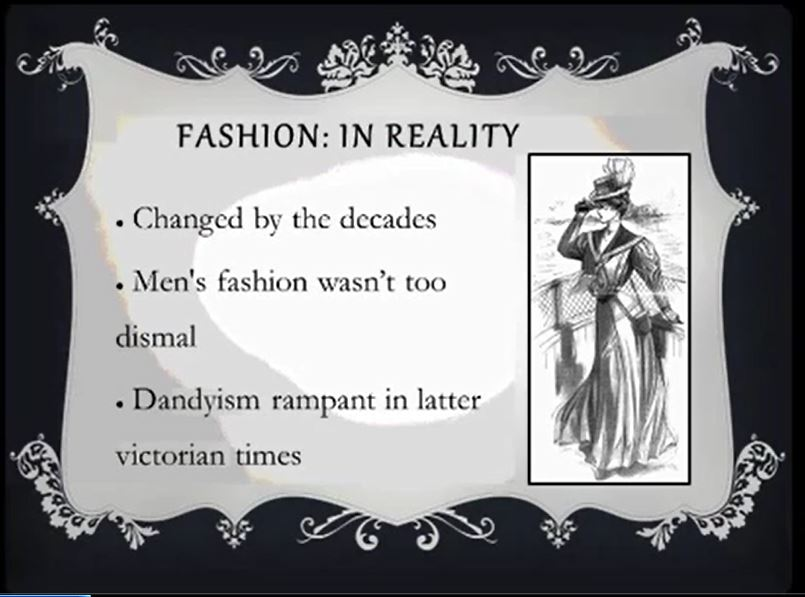 FASHION: IN REALITY
• Changed by the decades
• Men's fashion wasn’t too
dismal
• Dandyism rampant in latter
victorian times